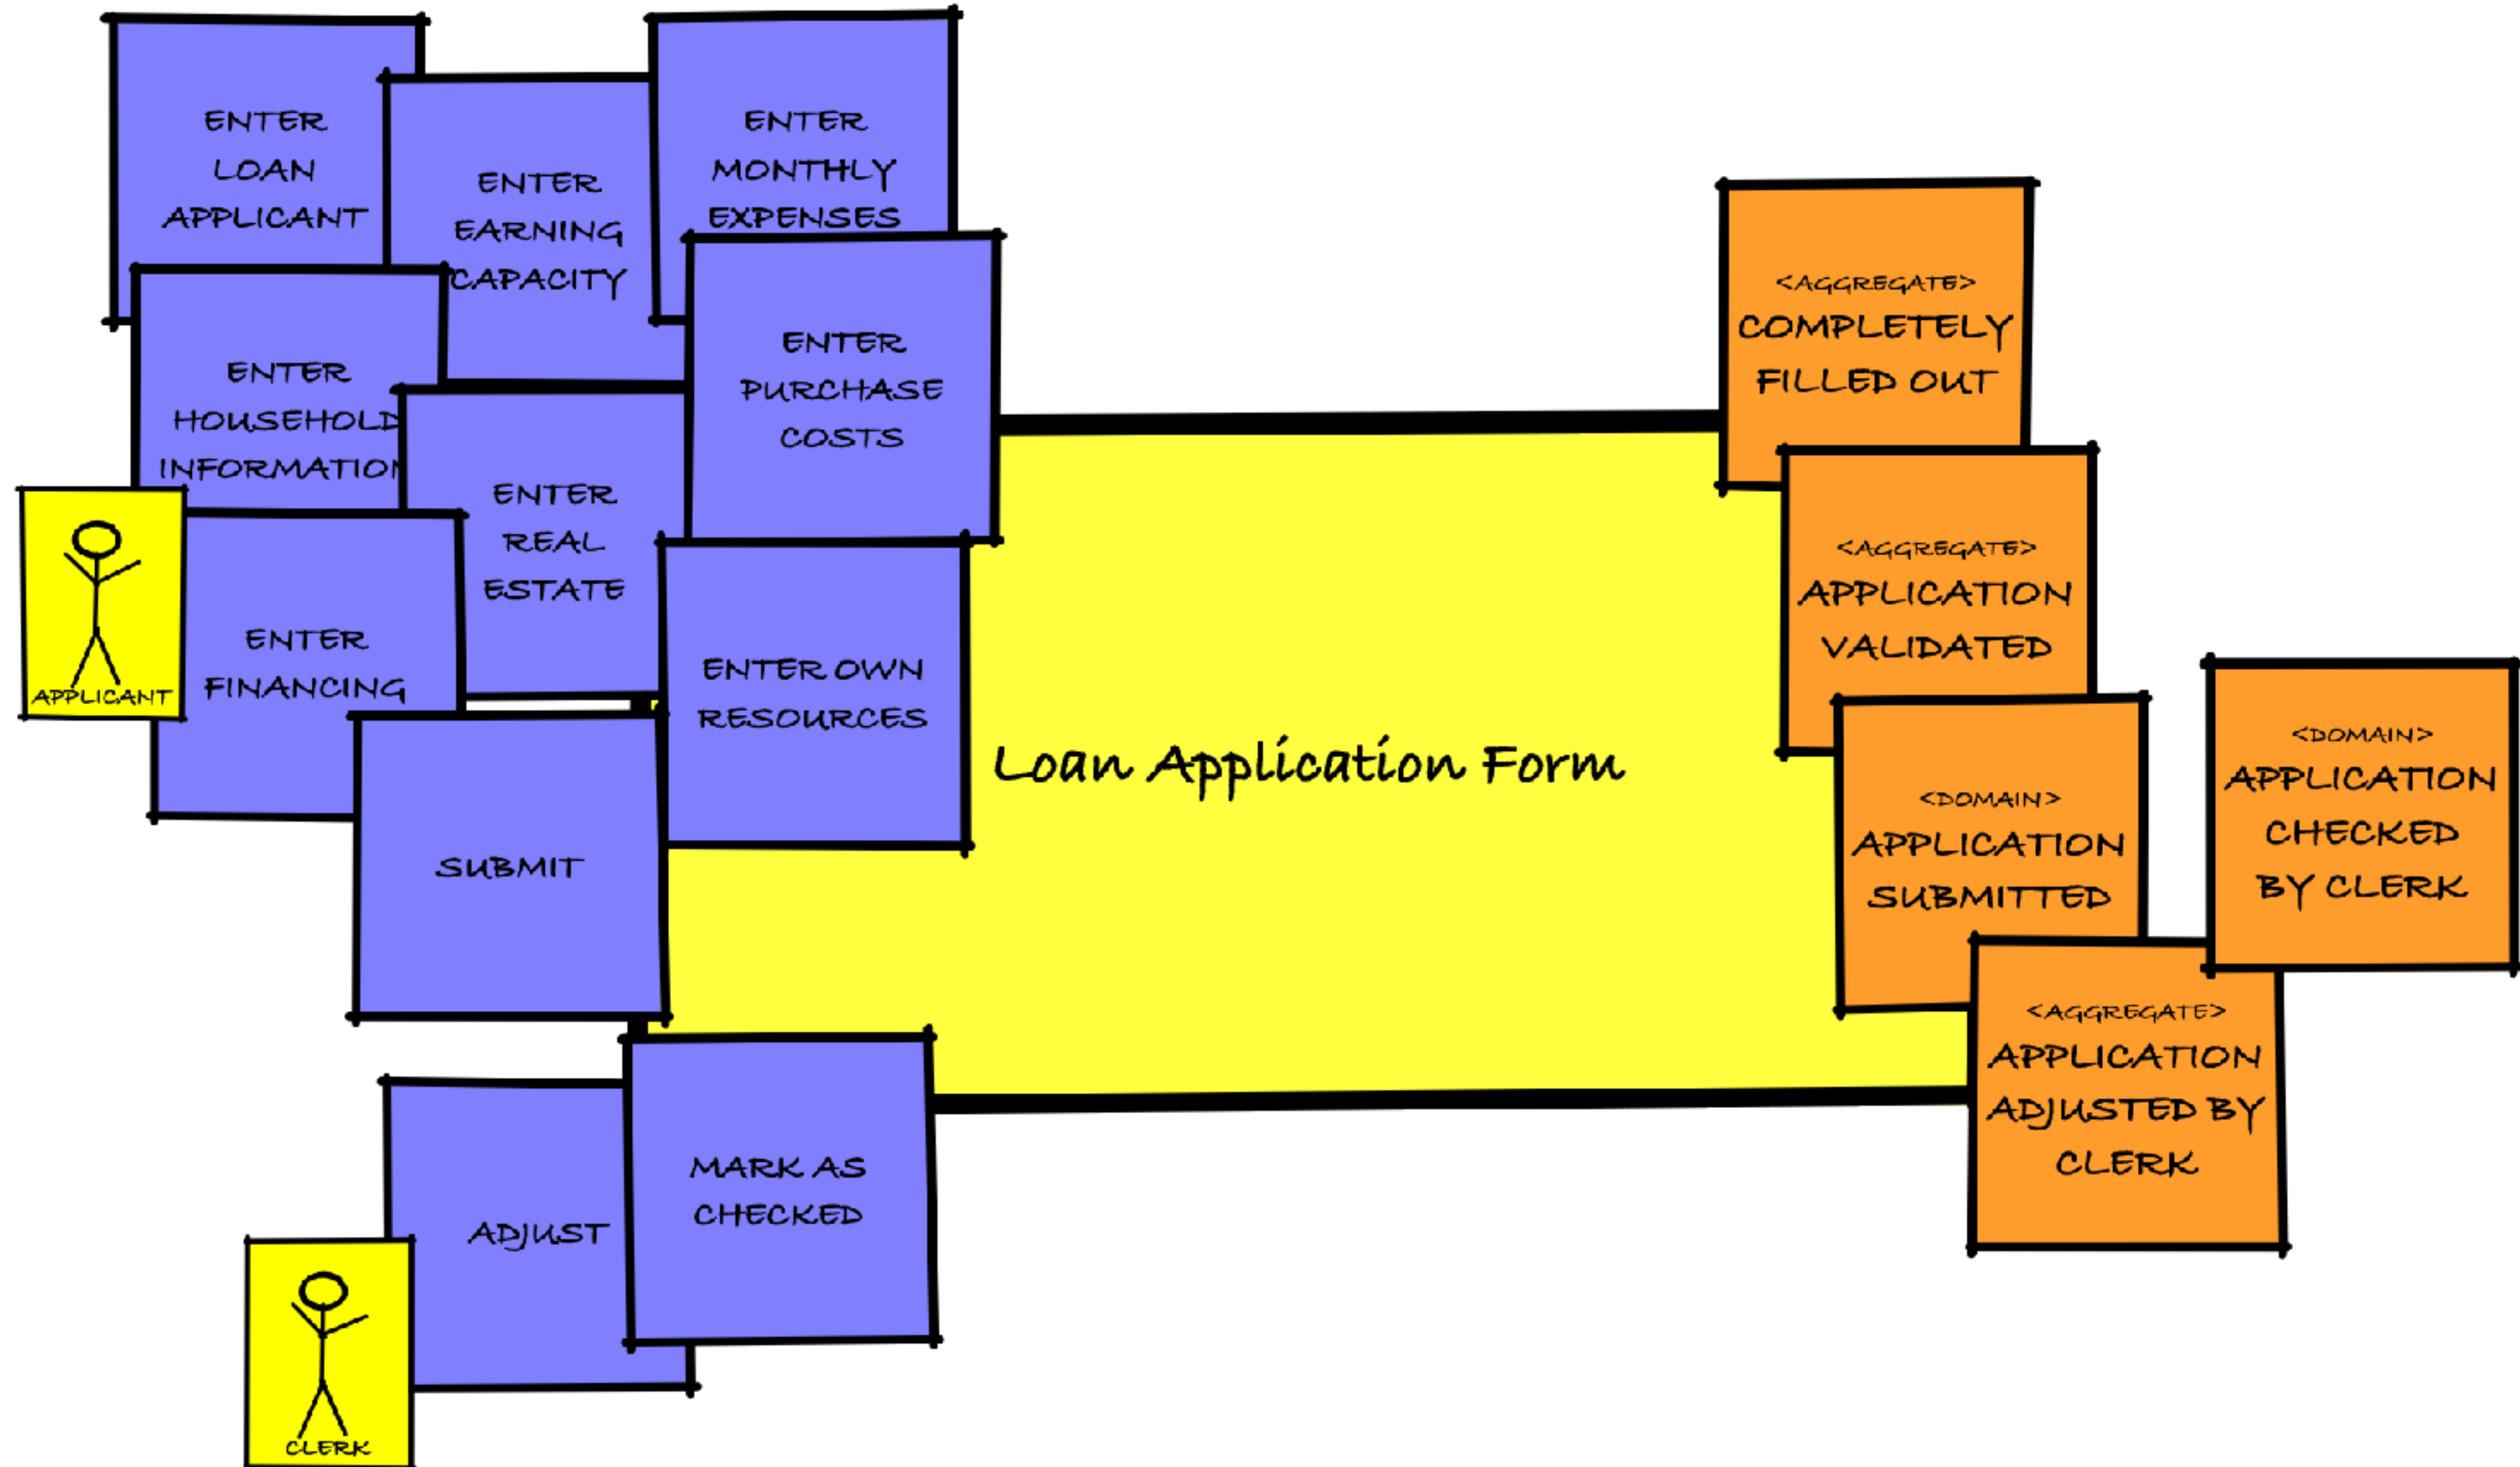 ENTER
LOAN
APPLICANT
ENTER
EARNING
CAPACITY
ENTER
MONTHLY
EXPENSES
ENTER
HOUSEHOLD
INFORMATION
ENTER
REAL
ESTATE
ENTER
PURCHASE
COSTS
APPLICANT
ENTER
FINANCING
ENTER OWN
RESOURCES
SUBMIT
Loan Application Form
<AGGREGATE>
COMPLETELY
FILLED OUT
<AGGREGATE>
APPLICATION
VALIDATED
<DOMAIN>
APPLICATION
SUBMITTED
<DOMAIN>
APPLICATION
CHECKED
BY CLERK
<AGGREGATE>
APPLICATION
ADJUSTED BY
CLERK
ADJUST
MARK AS
CHECKED
CLERK